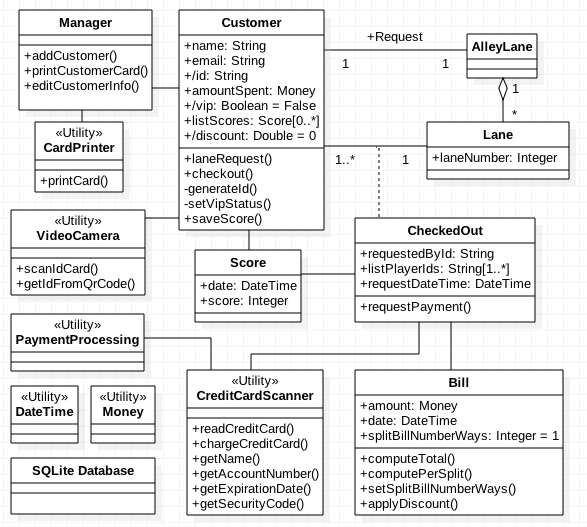 Manager
+addCustomer()
+printCustomerCard()
+editCustomerInfo()
«Utility»
CardPrinter
+printCard()
Customer
+name: String
+email: String
+/id: String
+amountSpent: Money
+/vip: Boolean = False
+listScores: Score[0..*]
+/discount: Double = 0
+laneRequest()
+checkout()
-generateId()
-setVipStatus()
+saveScore()
+Request
1
1
AlleyLane
1
*
Lane
+laneNumber: Integer
1..*
1
«Utility»
VideoCamera
+scanIdCard()
+getIdFromQrCode()
Score
+date: DateTime
+score: Integer
CheckedOut
+requestedById: String
+listPlayerIds: String[1..*]
+requestDateTime: DateTime
+requestPayment()
«Utility»
PaymentProcessing
«Utility»
DateTime
«Utility»
Money
SQLite Database
«Utility»
CreditCardScanner
+readCreditCard()
+chargeCreditCard()
+getName()
+getAccountNumber()
+getExpirationDate()
+getSecurityCode()
Bill
+amount: Money
+date: DateTime
+splitBillNumberWays: Integer = 1
+computeTotal()
+computePerSplit()
+setSplitBillNumberWays()
+applyDiscount()